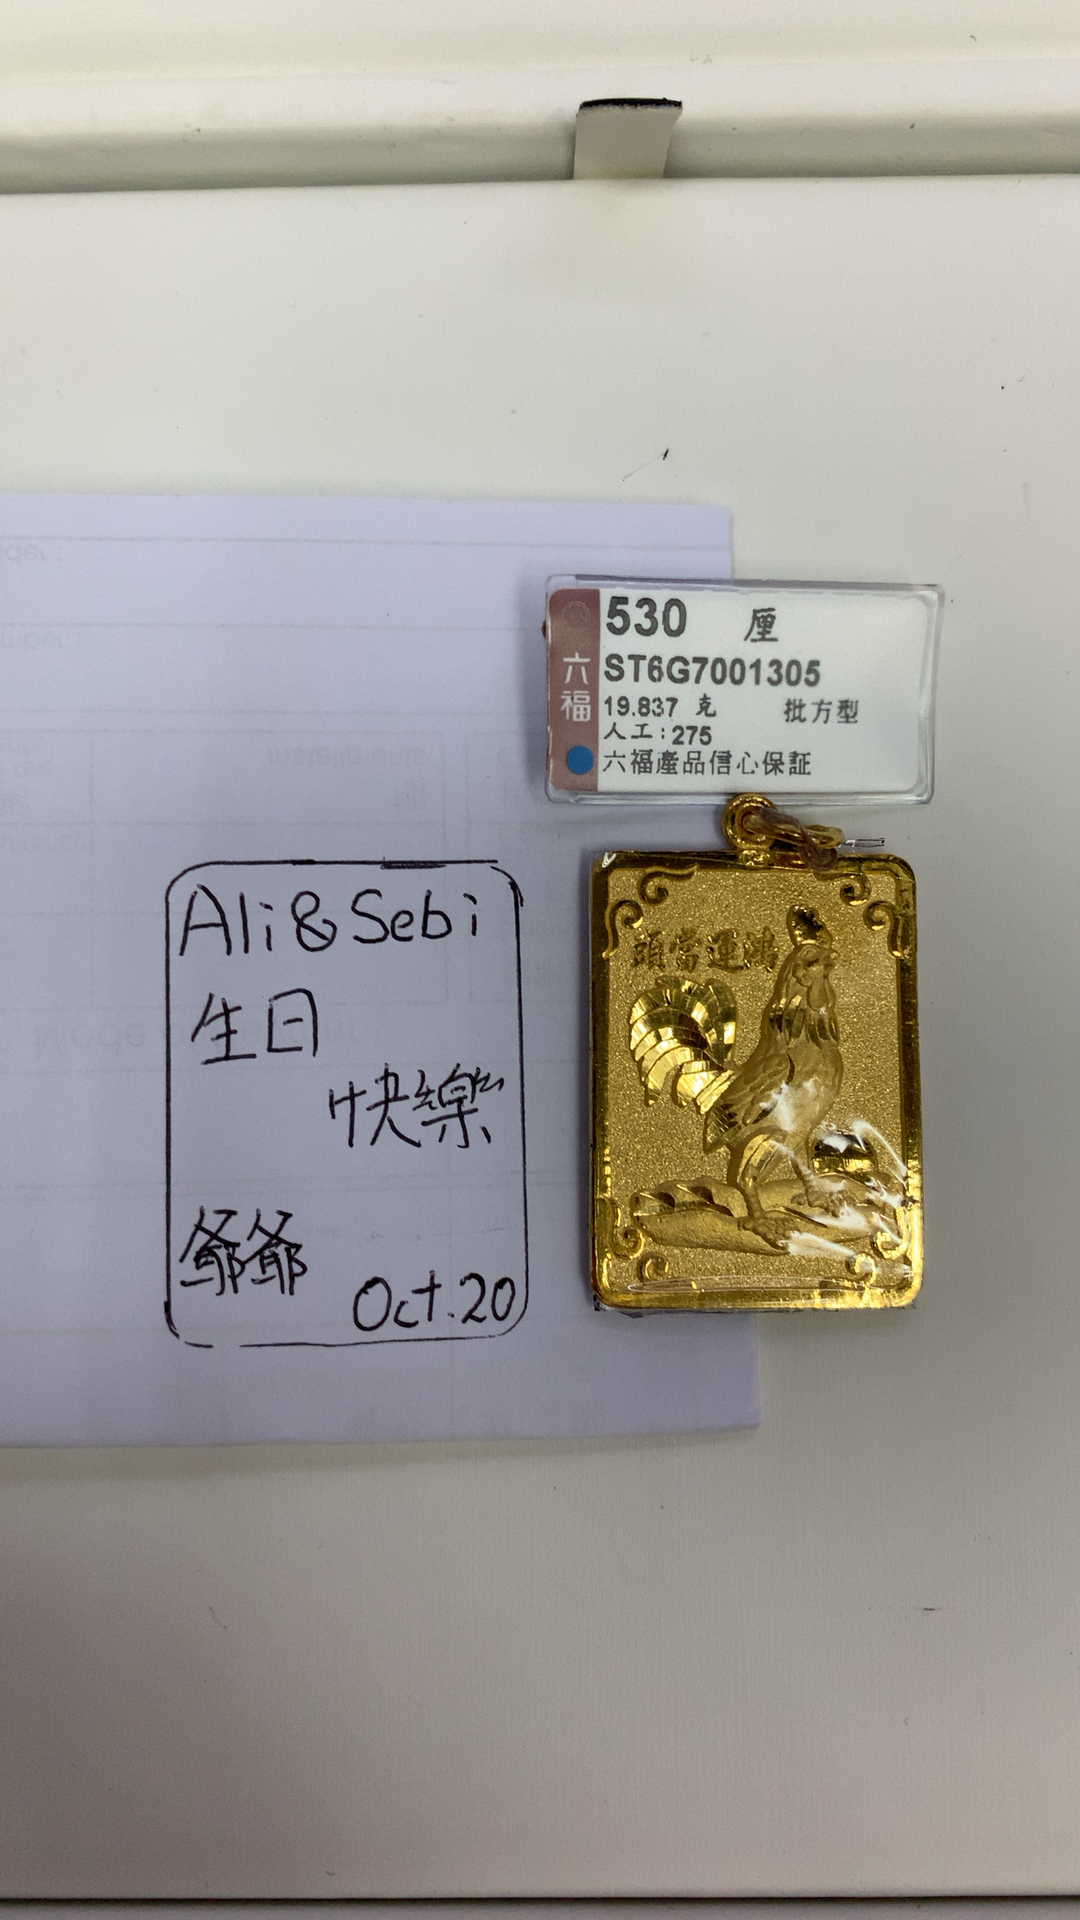 530 厘
六福
ST6G7001305
19.837 克 批方型
人工:275
六福產品信心保証
頭當運鴻
Ali & Sebi
生日
快樂
爺爺
Oct.20